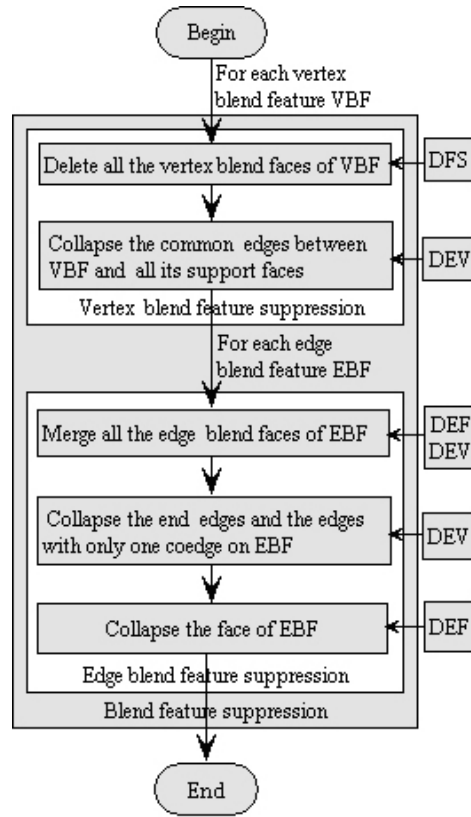 Begin
For each vertex
blend feature VBF
Delete all the vertex blend faces of VBF
DFS
Collapse the common edges between
VBF and all its support faces
DEV
Vertex blend feature suppression
For each edge
blend feature EBF
Merge all the edge blend faces of EBF
DEF
DEV
Collapse the end edges and the edges
with only one coedge on EBF
DEV
Collapse the face of EBF
DEF
Edge blend feature suppression
Blend feature suppression
End